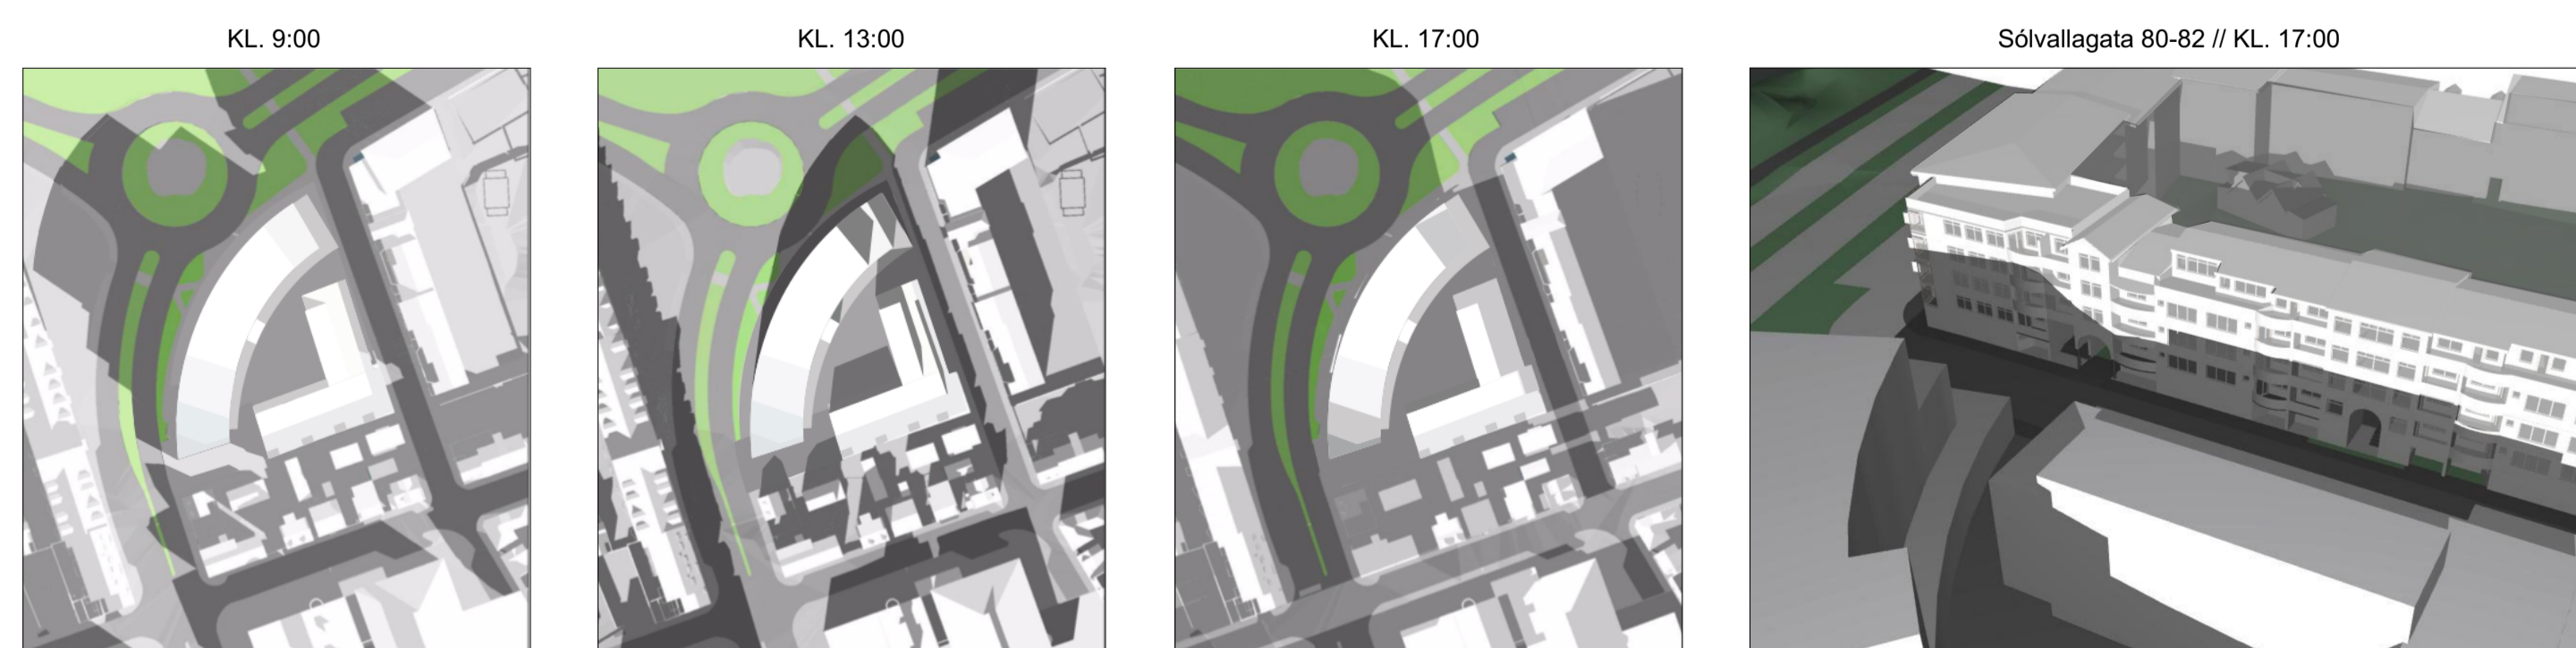 KL. 9:00
KL. 13:00
KL. 17:00
Sólvallagata 80-82 // KL. 17:00